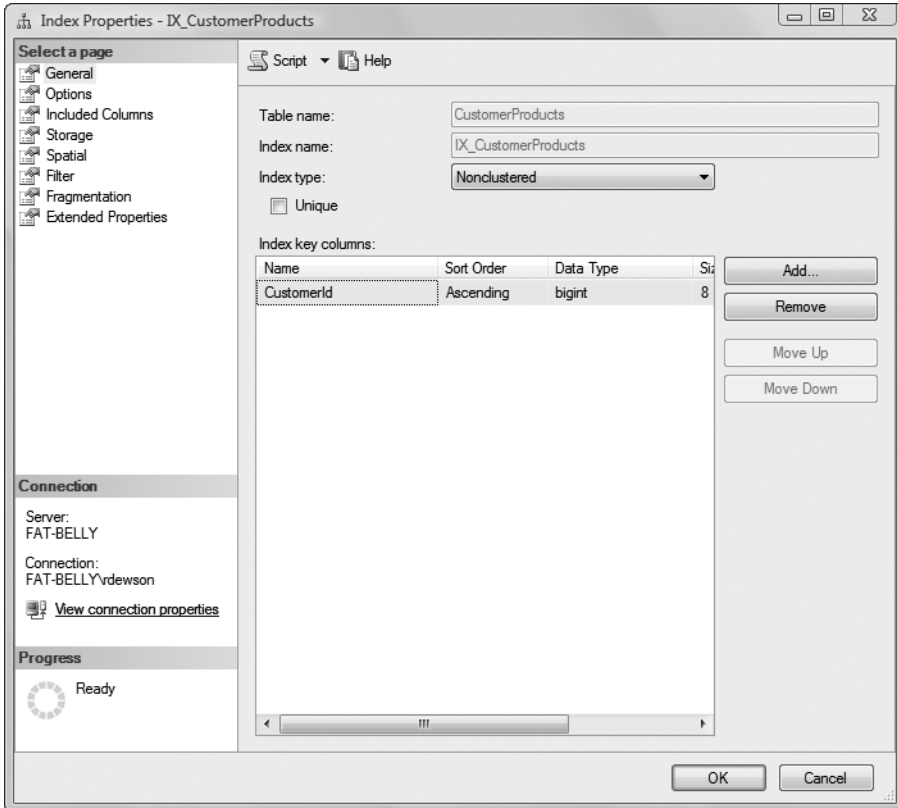 Index Properties - IX_CustomerProducts
Select a page
General
Options
Included Columns
Storage
Spatial
Filter
Fragmentation
Extended Properties
Script Help
Table name: CustomerProducts
Index name: IX_CustomerProducts
Index type: Nonclustered
Unique
Index key columns:
Name Sort Order Data Type Siz
CustomerId Ascending bigint 8
Add...
Remove
Move Up
Move Down
Connection
Server:
FAT-BELLY
Connection:
FAT-BELLY\rdewson
View connection properties
Progress
Ready
OK Cancel